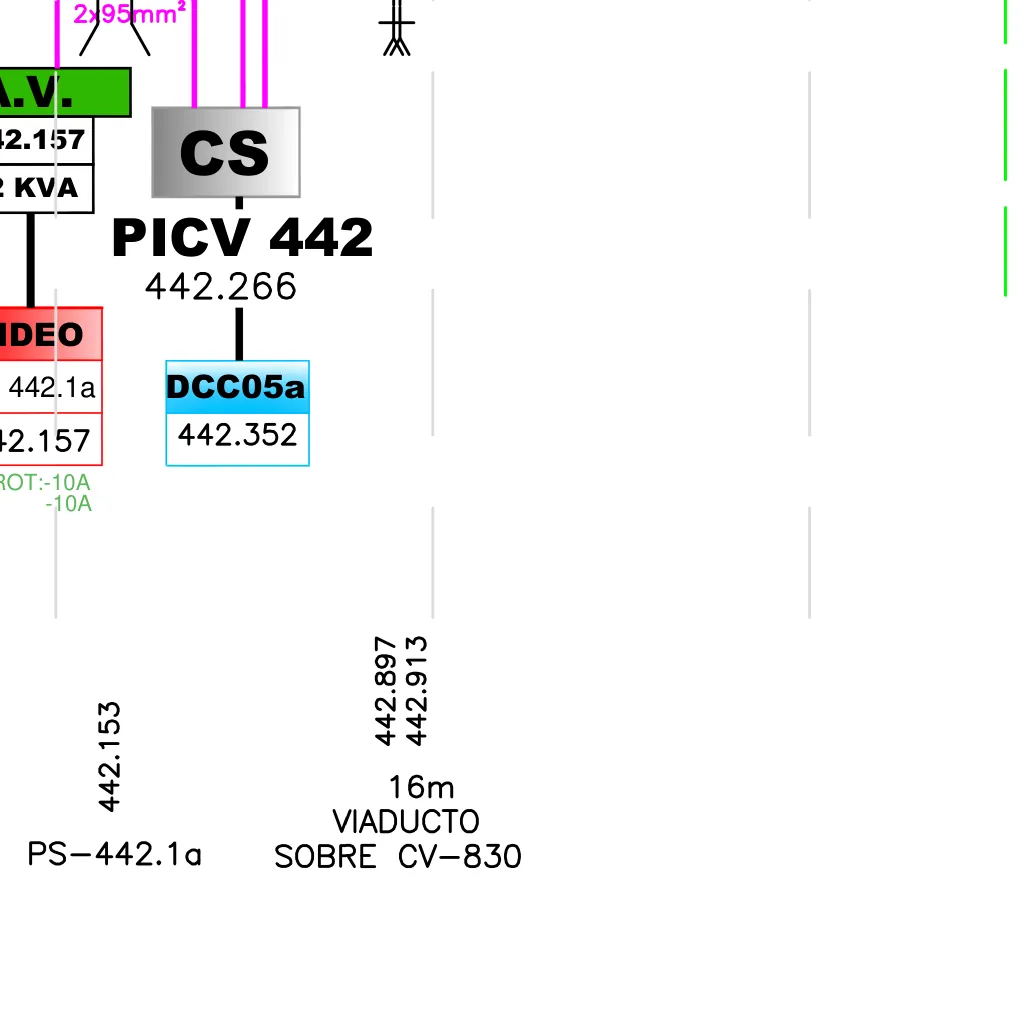 2x95mm²
A.V.
42.157
2 KVA
CS
PICV 442
442.266
IDEO
442.1a
42.157
ROT:-10A
-10A
DCC05a
442.352
442.153
PS-442.1a
442.897
442.913
16m
VIADUCTO
SOBRE CV-830